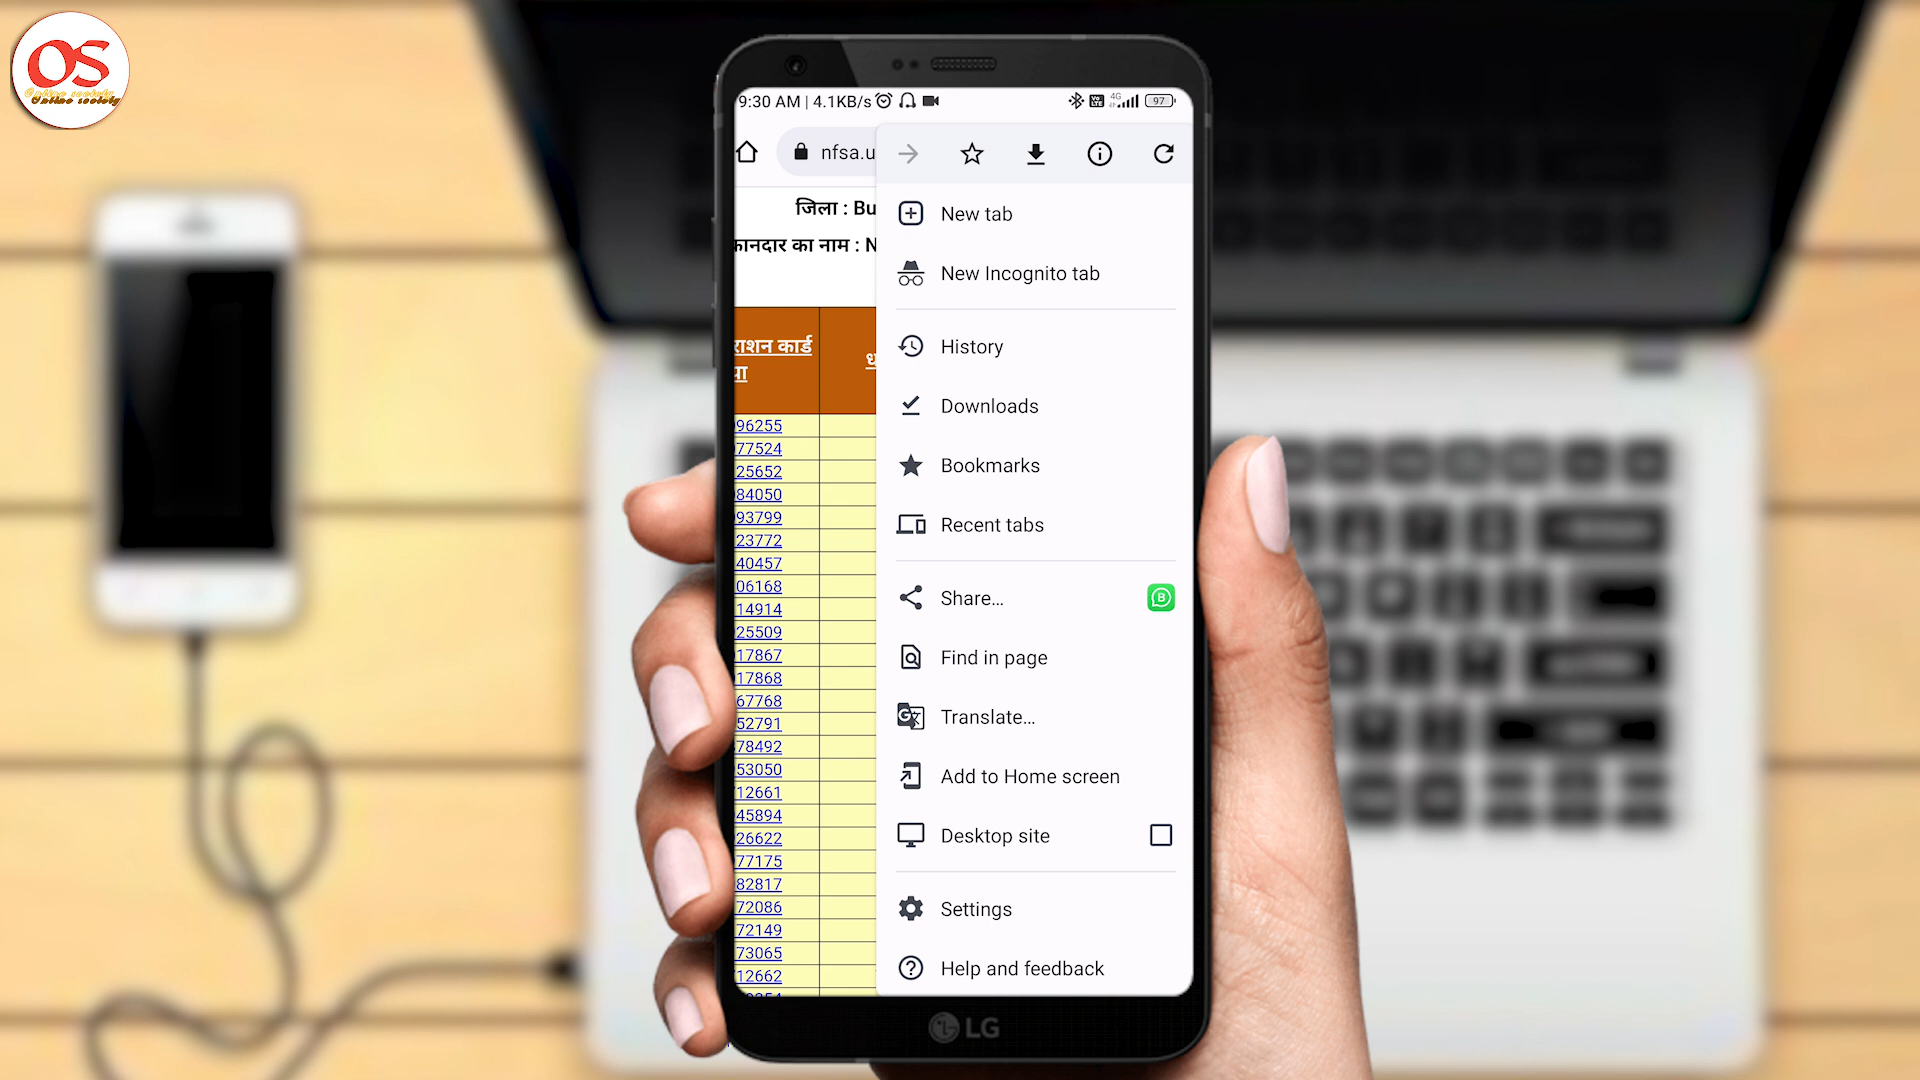 OS
Online society
9:30 AM | 4.1KB/s
4G
97
nfsa.u
जिला : Bu
कानदार का नाम : N
राशन कार्ड
New tab
New Incognito tab
History
Downloads
Bookmarks
Recent tabs
Share...
Find in page
Translate...
Add to Home screen
Desktop site
Settings
Help and feedback
96255
77524
25652
84050
93799
23772
40457
06168
14914
25509
17867
17868
67768
52791
78492
53050
12661
45894
26622
77175
82817
72086
72149
73065
12662
LG